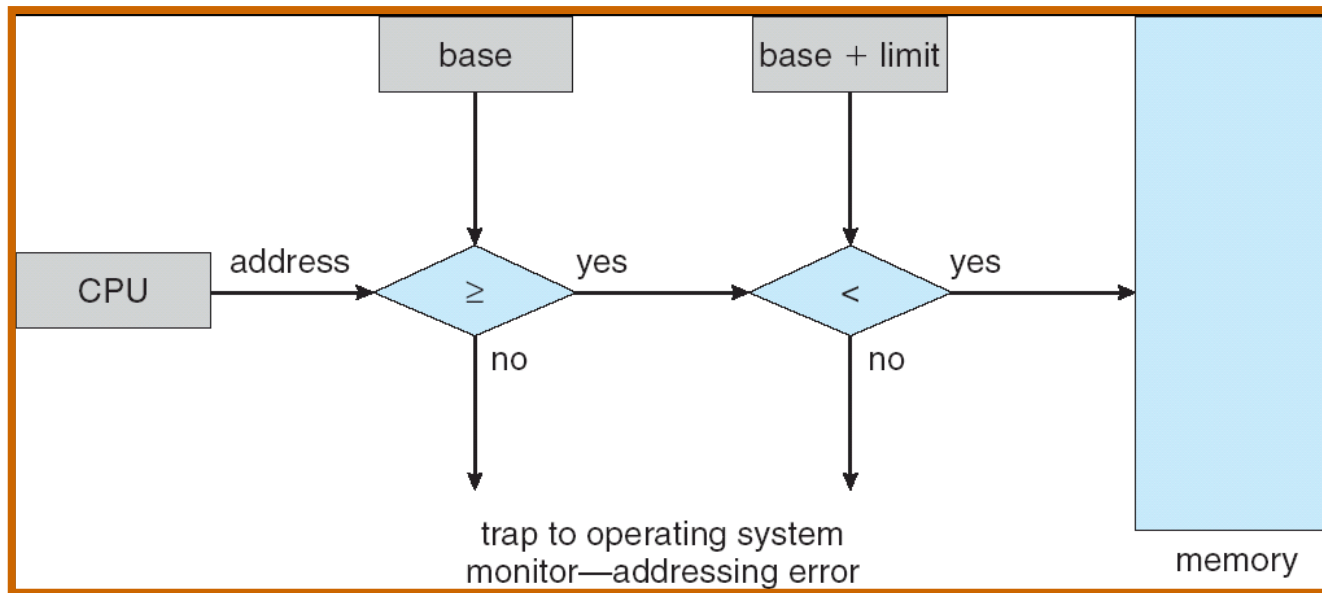 base
base + limit
CPU
address
≥
yes
<
yes
no
no
trap to operating system
monitor—addressing error
memory